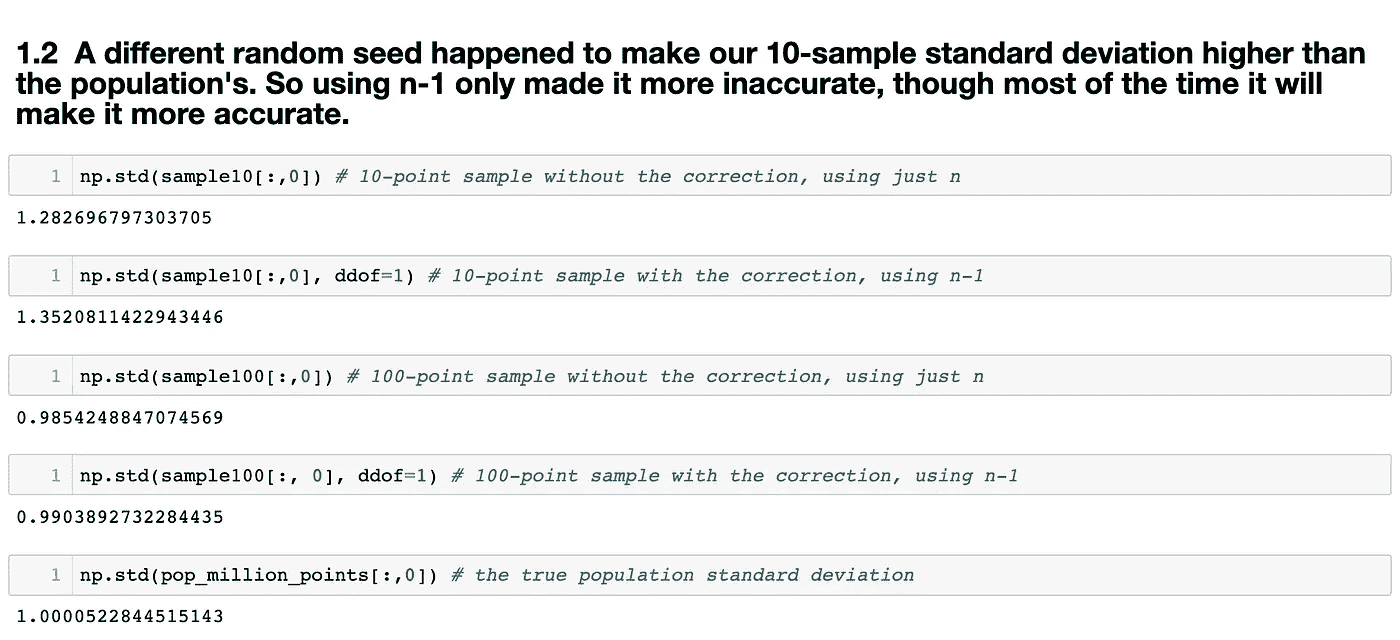 1.2 A different random seed happened to make our 10-sample standard deviation higher than
the population's. So using n-1 only made it more inaccurate, though most of the time it will
make it more accurate.
1 np.std(sample10[:,0]) # 10-point sample without the correction, using just n
1.282696797303705
1 np.std(sample10[:,0], ddof=1) # 10-point sample with the correction, using n-1
1.3520811422943446
1 np.std(sample100[:,0]) # 100-point sample without the correction, using just n
0.9854248847074569
1 np.std(sample100[:, 0], ddof=1) # 100-point sample with the correction, using n-1
0.9903892732284435
1 np.std(pop_million_points[:,0]) # the true population standard deviation
1.0000522844515143